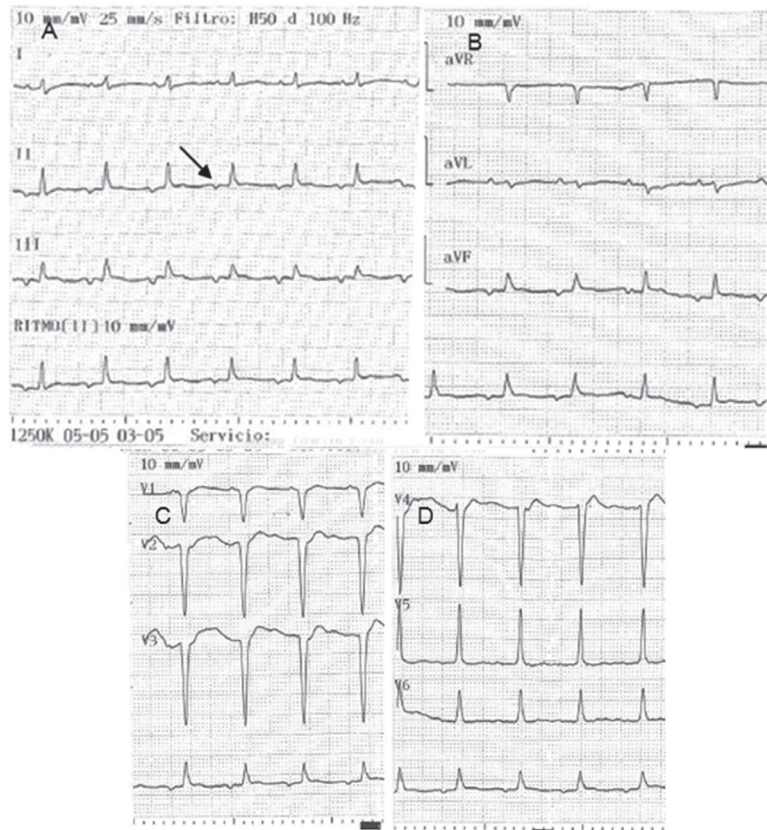 10 mm/mV 25 mm/s Filtro: H50 d 100 Hz
A
I
II
III
RITMO[II]10 mm/mV
1250K 05-05 03-05 Servicio:
10 mm/mV
B
aVR
aVL
aVF
10 mm/mV
V1
C
V2
V3
10 mm/mV
V4
D
V5
V6